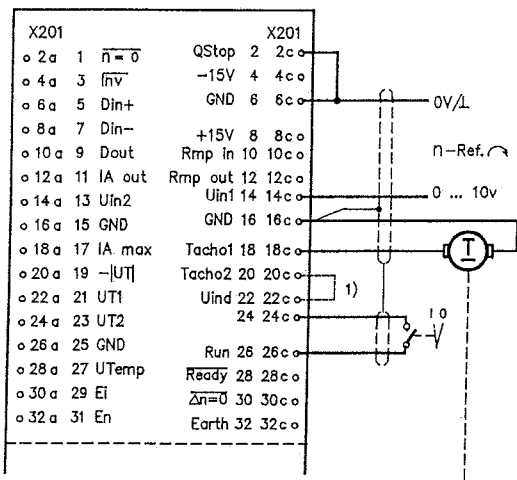 X201 X201
o 2a 1 n = 0 QStop 2 2c o
o 4a 3 Inv -15V 4 4c o
o 6a 5 Din+ GND 6 6c o 0V/⊥
o 8a 7 Din- +15V 8 8c o
o 10a 9 Dout Rmp in 10 10c o n-Ref.
o 12a 11 IA out Rmp out 12 12c o
o 14a 13 Uin2 Uin1 14 14c o 0 ... 10v
o 16a 15 GND GND 16 16c o
o 18a 17 IA max Tacho1 18 18c o T
o 20a 19 -|UT| Tacho2 20 20c o
o 22a 21 UT1 Uind 22 22c o 1)
o 24a 23 UT2 24 24c o 1 0
o 26a 25 GND Run 26 26c o
o 28a 27 UTemp Ready 28 28c o
o 30a 29 Ei Δn=0 30 30c o
o 32a 31 En Earth 32 32c o